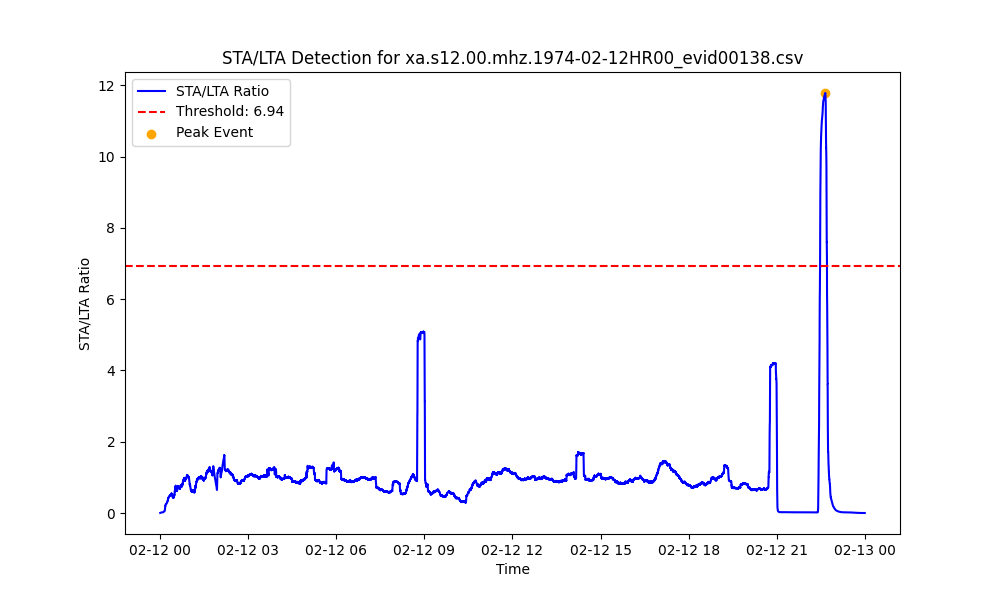 STA/LTA Detection for xa.s12.00.mhz.1974-02-12HR00_evid00138.csv
STA/LTA Ratio
Threshold: 6.94
Peak Event
12
10
8
6
4
2
0
STA/LTA Ratio
02-12 00
02-12 03
02-12 06
02-12 09
02-12 12
02-12 15
02-12 18
02-12 21
02-13 00
Time